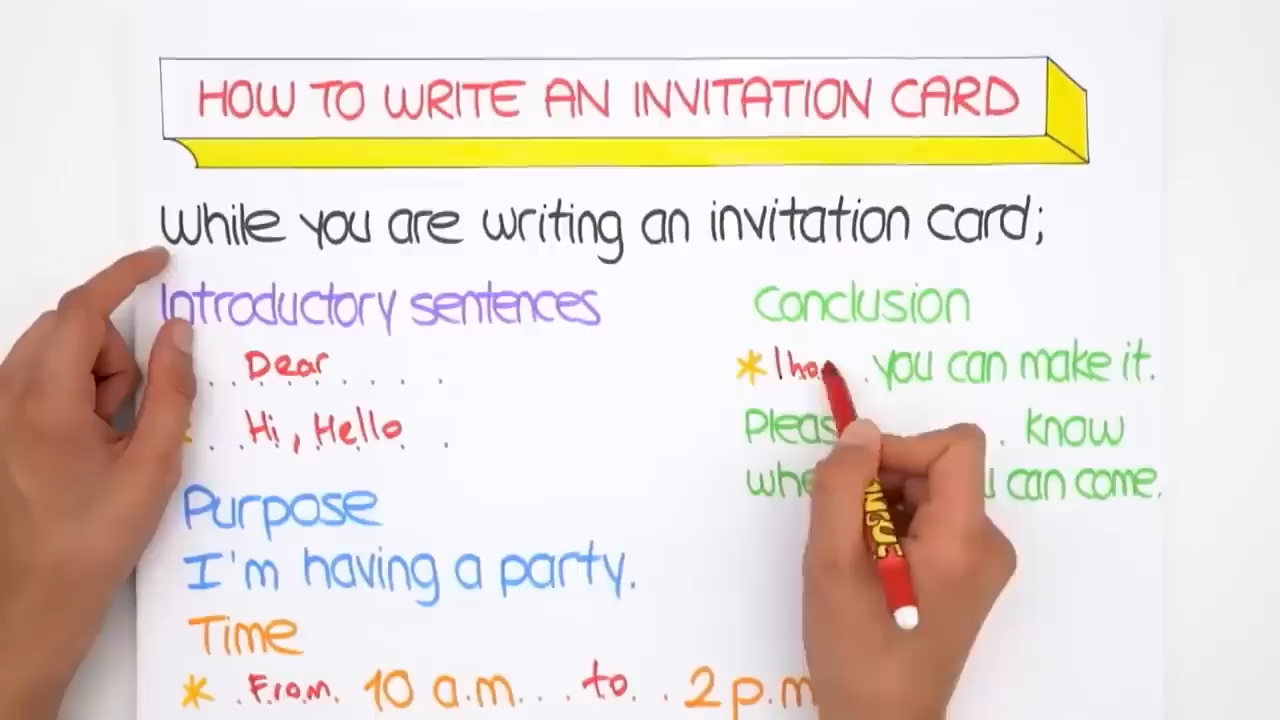 HOW TO WRITE AN INVITATION CARD
While you are writing an invitation card;
Introductory sentences
. . Dear . . . . .
* . . Hi, Hello .
Purpose
I'm having a party.
Time
* .From. 10 a.m. . . to. . 2 p.m
Conclusion
* I . you can make it.
. know
can come.